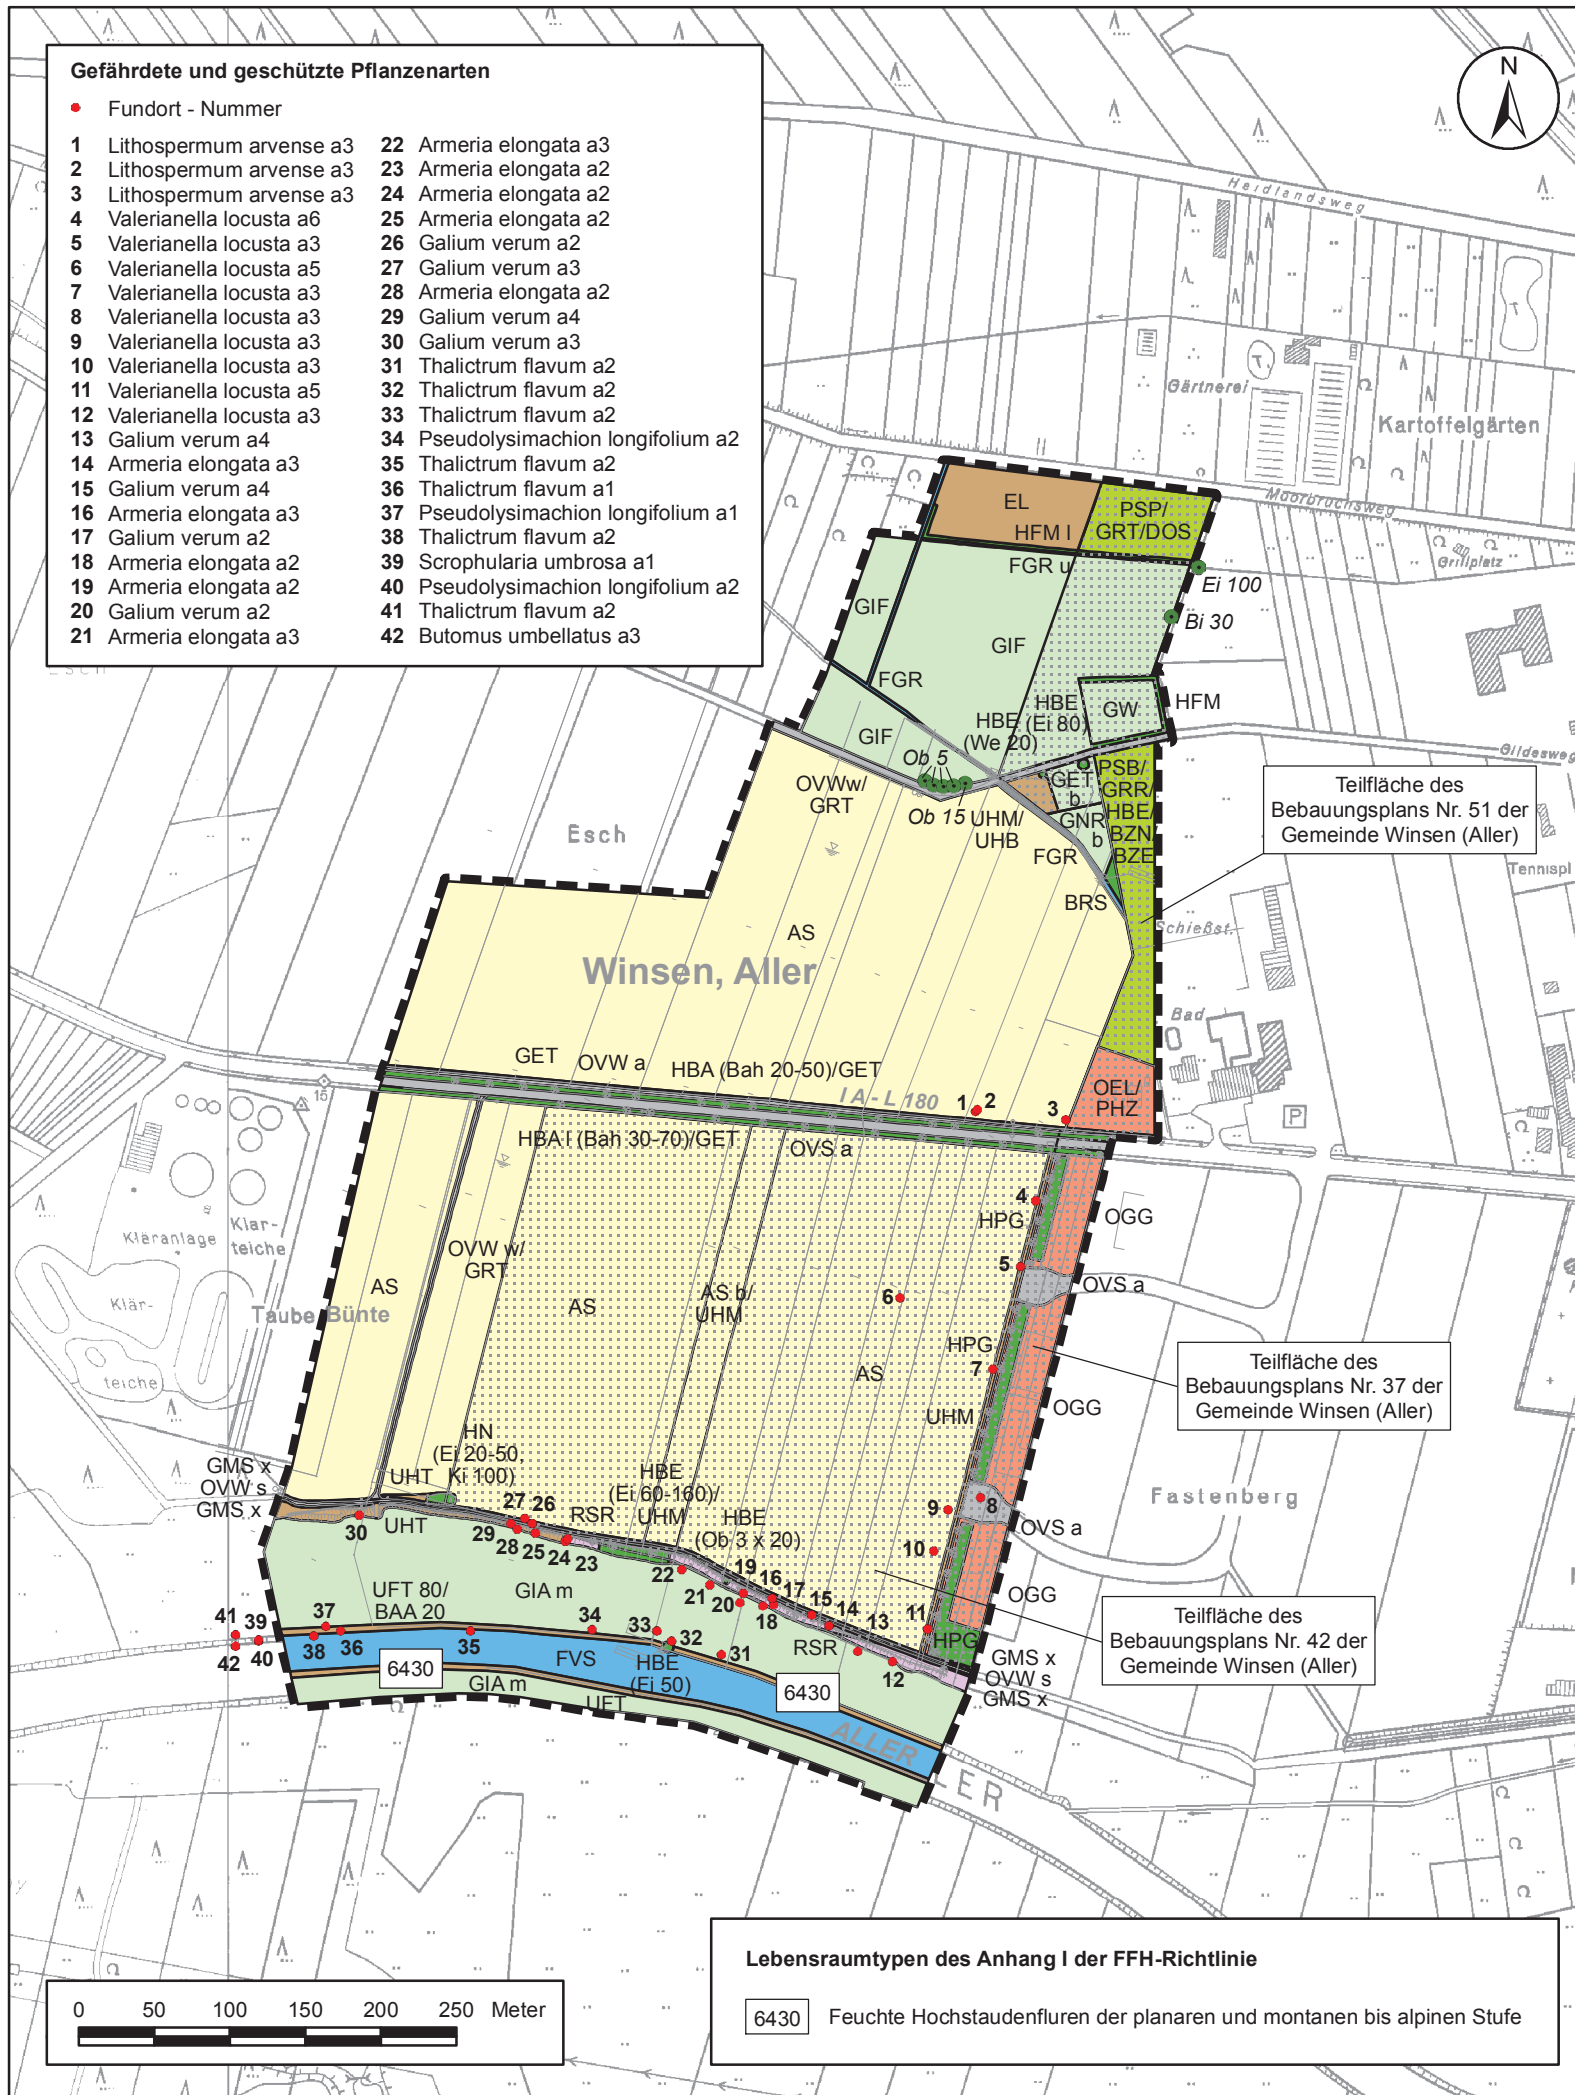 Gefährdete und geschützte Pflanzenarten
Fundort - Nummer
1 Lithospermum arvense a3
2 Lithospermum arvense a3
3 Lithospermum arvense a3
4 Valerianella locusta a6
5 Valerianella locusta a3
6 Valerianella locusta a5
7 Valerianella locusta a3
8 Valerianella locusta a3
9 Valerianella locusta a3
10 Valerianella locusta a3
11 Valerianella locusta a5
12 Valerianella locusta a3
13 Galium verum a4
14 Armeria elongata a3
15 Galium verum a4
16 Armeria elongata a3
17 Galium verum a2
18 Armeria elongata a2
19 Armeria elongata a2
20 Galium verum a2
21 Armeria elongata a3
22 Armeria elongata a3
23 Armeria elongata a2
24 Armeria elongata a2
25 Armeria elongata a2
26 Galium verum a2
27 Galium verum a3
28 Armeria elongata a2
29 Galium verum a4
30 Galium verum a3
31 Thalictrum flavum a2
32 Thalictrum flavum a2
33 Thalictrum flavum a2
34 Pseudolysimachion longifolium a2
35 Thalictrum flavum a2
36 Thalictrum flavum a1
37 Pseudolysimachion longifolium a1
38 Thalictrum flavum a2
39 Scrophularia umbrosa a1
40 Pseudolysimachion longifolium a2
41 Thalictrum flavum a2
42 Butomus umbellatus a3
N
Heidlandsweg
Gärtnerei
Kartoffelgärten
Moorbruchsweg
Grillplatz
EL
HFM l
PSP/
GRT/DOS
FGR u
Ei 100
Bi 30
GIF
GIF
FGR
HBE
(Ei 80)
GW
HFM
HBE
(We 20)
GIF
Gildesweg
Ob 5
Ob 15
OVWw/
GRT
GET
b
PSB/
GRR/
HBE/
BZN/
BZE
GNR
b
UHM/
UHB
FGR
BRS
Esch
Teilfläche des
Bebauungsplans Nr. 51 der
Gemeinde Winsen (Aller)
Tennispl
Schießst.
AS
Winsen, Aller
Bad
GET
OVW a
HBA (Bah 20-50)/GET
I A - L 180
1
2
3
OEL/
PHZ
P
15
HBA l (Bah 30-70)/GET
OVS a
4
HPG
OGG
Kläranlage
Klär-
teiche
Klär-
teiche
Taube Bünte
OVW w/
GRT
AS
AS
AS b/
UHM
5
6
OVS a
HPG
7
AS
UHM
OGG
Teilfläche des
Bebauungsplans Nr. 37 der
Gemeinde Winsen (Aller)
HN
(Ei 20-50,
Ki 100)
GMS x
OVW s
GMS x
UHT
HBE
(Ei 60-160)/
UHM
27
26
RSR
HBE
(Ob 3 x 20)
9
8
OVS a
Fastenberg
30
UHT
29
28
25
24
23
22
10
UFT 80/
BAA 20
GIA m
21
19
16
20
18
17
15
14
13
11
OGG
HPG
Teilfläche des
Bebauungsplans Nr. 42 der
Gemeinde Winsen (Aller)
41
39
37
42
40
38
36
35
34
33
32
31
RSR
12
GMS x
OVW s
GMS x
6430
FVS
HBE
(Ei 50)
6430
GIA m
UFT
ALLER
LER
0 50 100 150 200 250 Meter
Lebensraumtypen des Anhang I der FFH-Richtlinie
6430 Feuchte Hochstaudenfluren der planaren und montanen bis alpinen Stufe